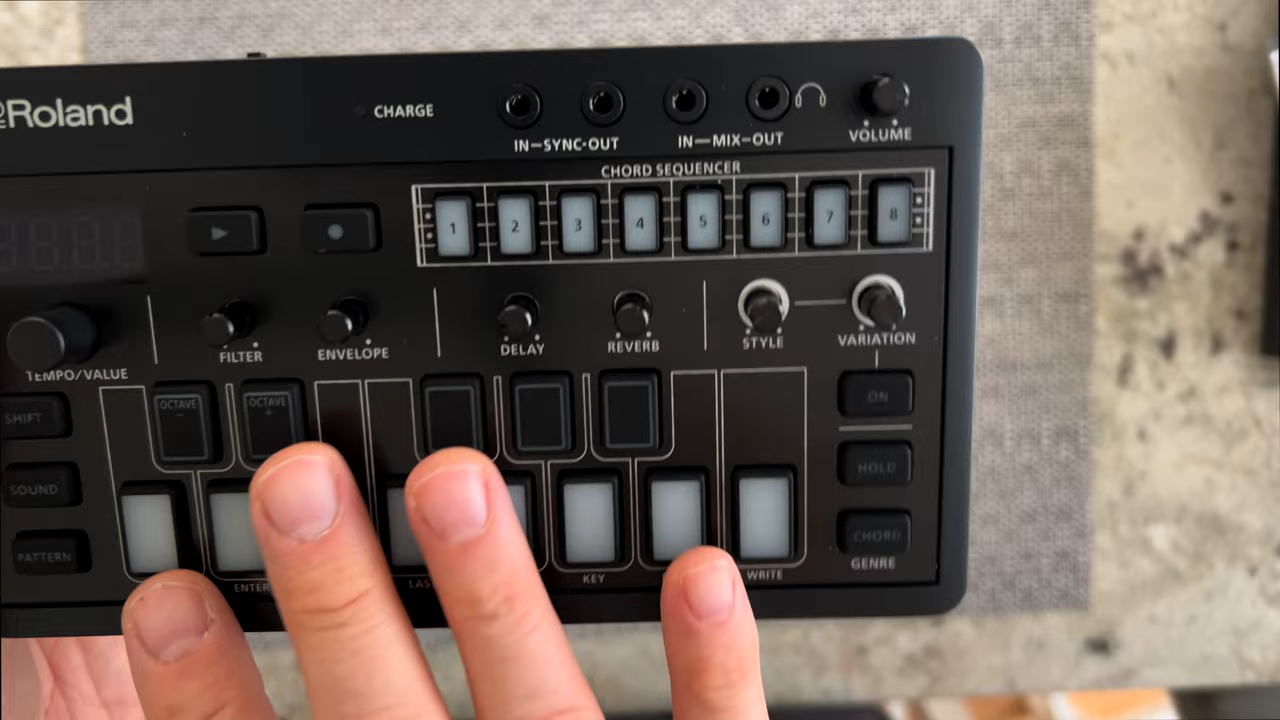 Roland
CHARGE
IN-SYNC-OUT
IN-MIX-OUT
VOLUME
CHORD SEQUENCER
1 2 3 4 5 6 7 8
FILTER
ENVELOPE
DELAY
REVERB
STYLE
VARIATION
TEMPO/VALUE
SHIFT
OCTAVE
-
OCTAVE
+
ON
SOUND
HOLD
PATTERN
CHORD
GENRE
ENTER
LAS
KEY
WRITE